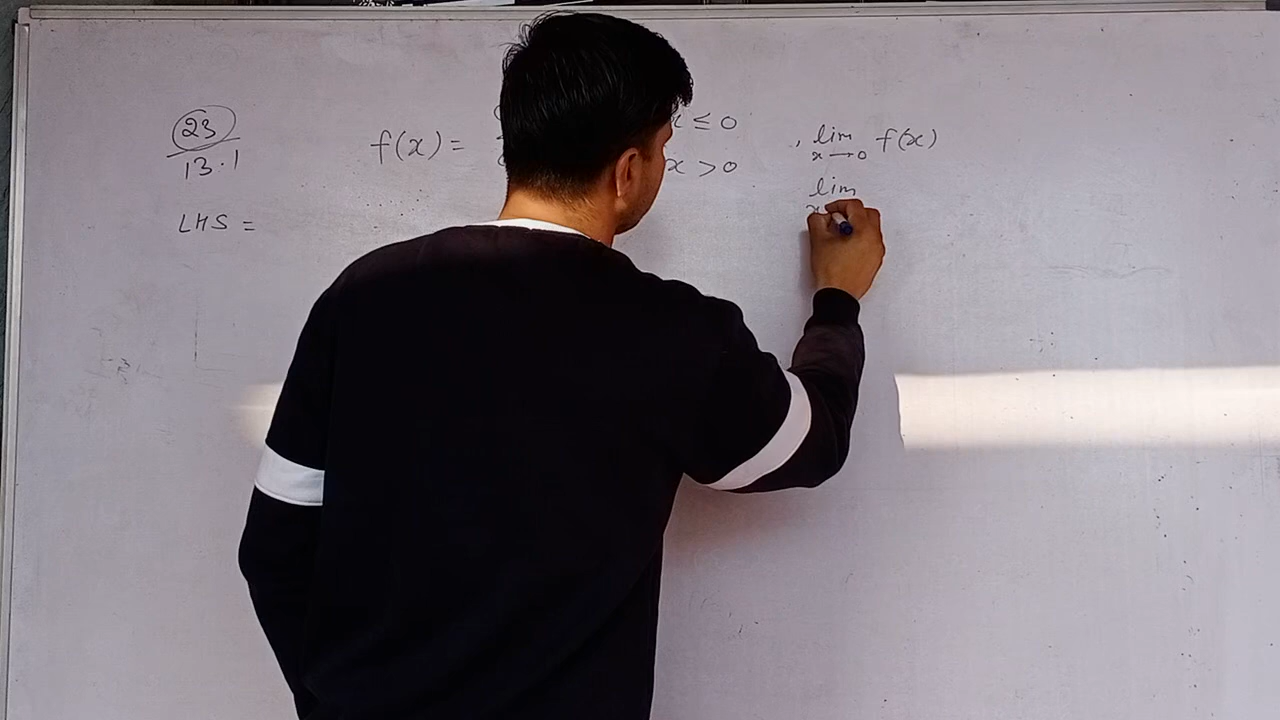 23
13.1
f(x) = x ≤ 0 , lim x→0 f(x)
x > 0
lim
LHS =